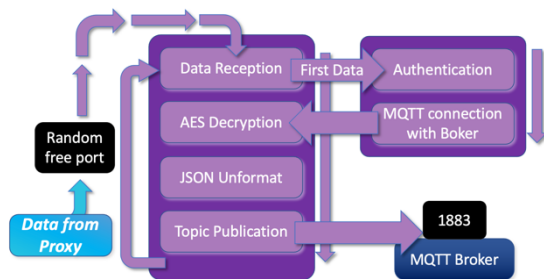 Data Reception
First Data
Authentication
AES Decryption
MQTT connection
with Boker
Random
free port
JSON Unformat
Data from
Proxy
Topic Publication
1883
MQTT Broker